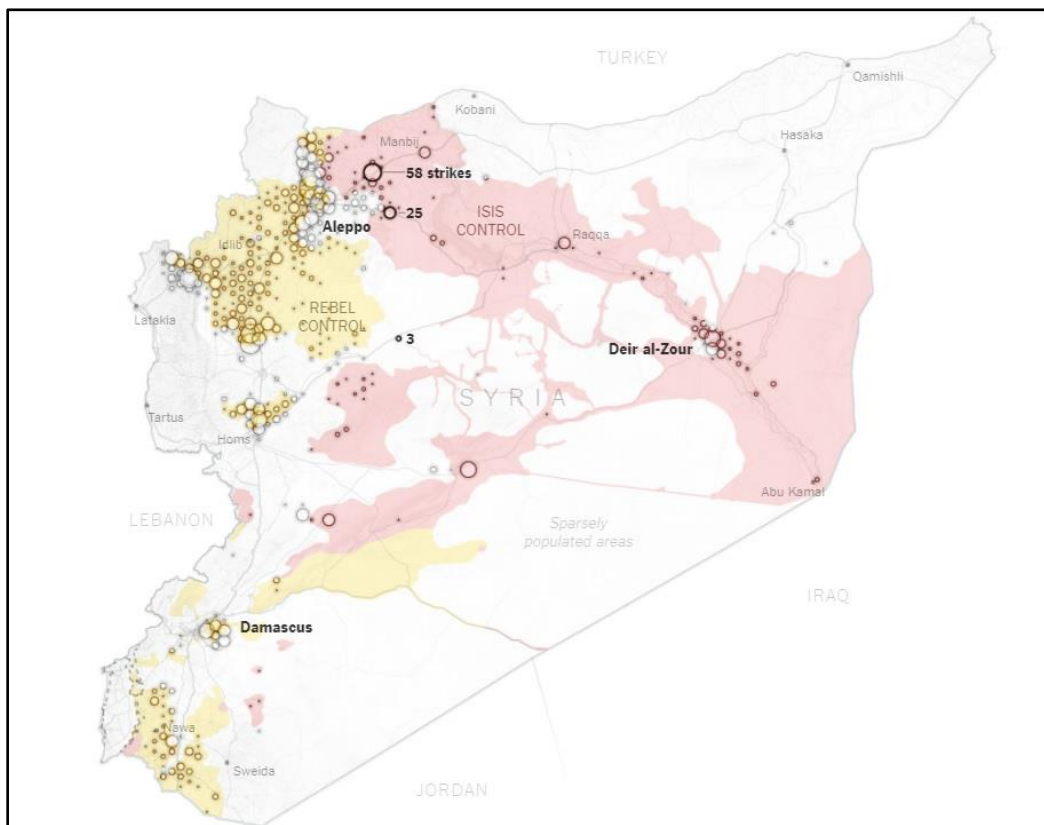 TURKEY
Qamishli
Kobani
Hasaka
Manbij
58 strikes
25
ISIS
CONTROL
Aleppo
Raqqa
Idlib
REBEL
CONTROL
Latakia
3
Deir al-Zour
SYRIA
Tartus
Homs
Abu Kamal
LEBANON
Sparsely
populated areas
IRAQ
Damascus
Nawa
Sweida
JORDAN